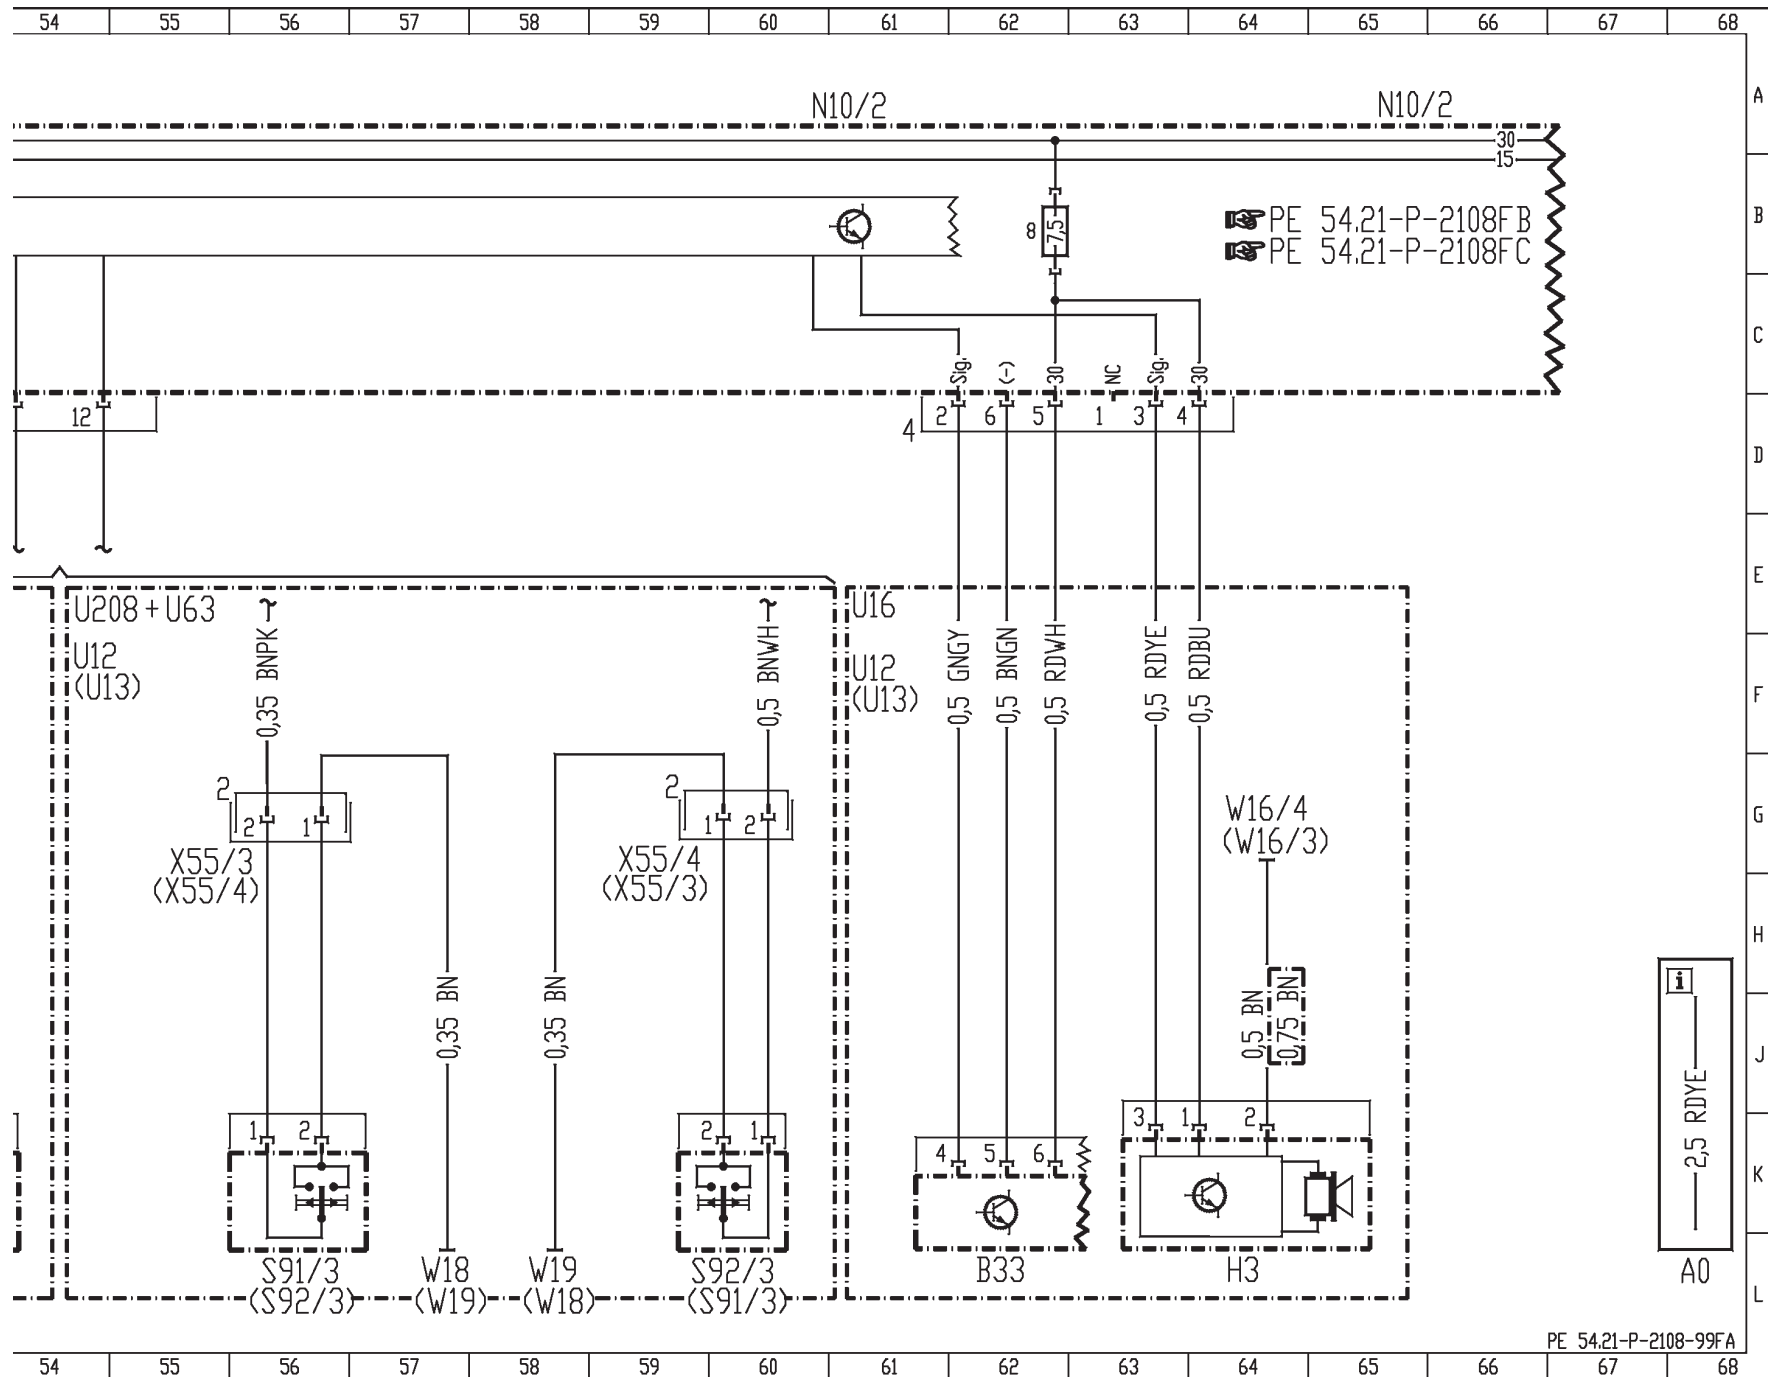 54 55 56 57 58 59 60 61 62 63 64 65 66 67 68
A
N10/2 N10/2
30
15
B
8 7,5
PE 54.21-P-2108FB
PE 54.21-P-2108FC
C
Sig. (-) 30 NC Sig. 30
12
4 2 6 5 1 3 4
D
E
U208+U63
U12
(U13)
0,35 BNPK
0,5 BNWH
U16
U12
(U13)
0,5 GNGY
0,5 BNGN
0,5 RDWH
0,5 RDYE
0,5 RDBU
F
2
2 1
X55/3
(X55/4)
2
1 2
X55/4
(X55/3)
W16/4
(W16/3)
G
H
0,35 BN
0,35 BN
0,5 BN
0,75 BN
i
J
2,5 RDYE
1 2
2 1
4 5 6
3 1 2
K
S91/3
(S92/3)
W18
(W19)
W19
(W18)
S92/3
(S91/3)
B33
H3
A0
L
PE 54.21-P-2108-99FA
54 55 56 57 58 59 60 61 62 63 64 65 66 67 68